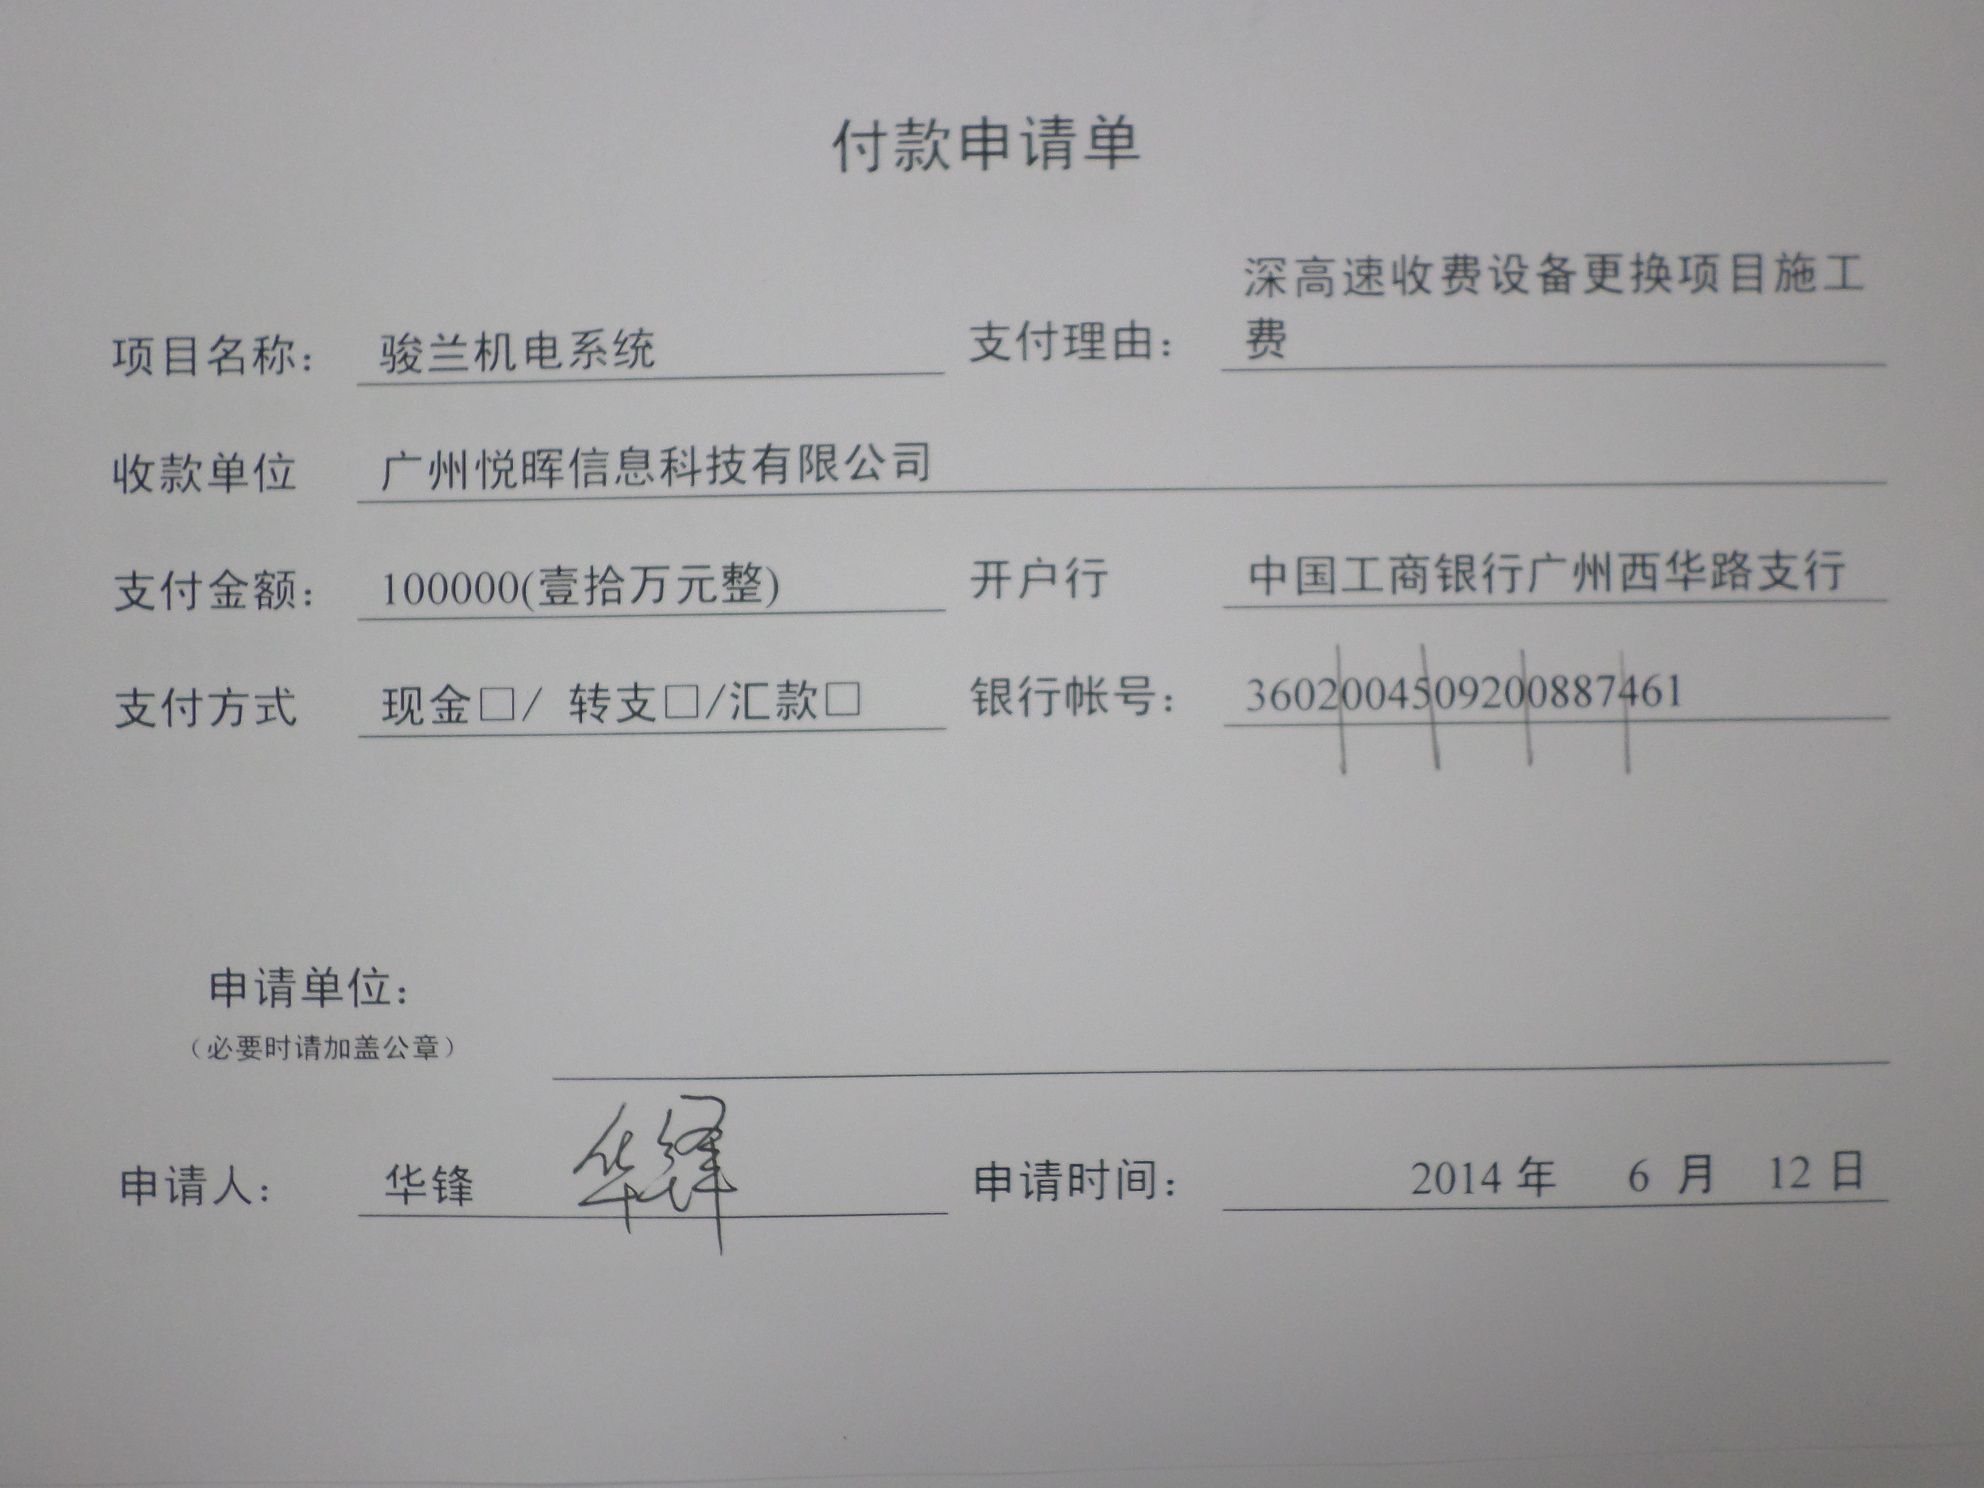 付款申请单
深高速收费设备更换项目施工
项目名称： 骏兰机电系统 支付理由： 费
收款单位 广州悦晖信息科技有限公司
支付金额： 100000(壹拾万元整) 开户行 中国工商银行广州西华路支行
支付方式 现金□/ 转支□/汇款□ 银行帐号： 3602004509200887461
申请单位：
（必要时请加盖公章）
申请人： 华锋 华锋 申请时间： 2014 年 6 月 12 日